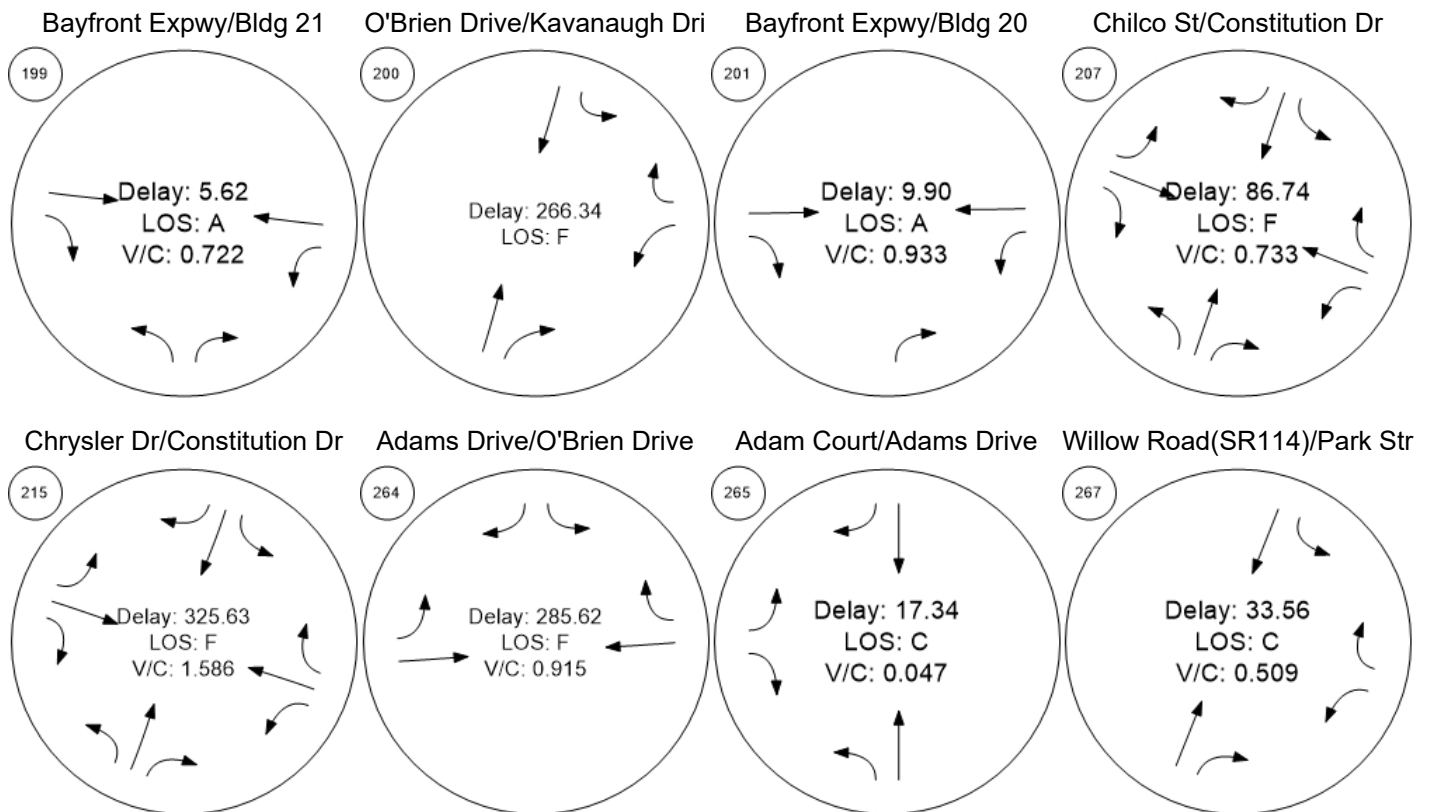 Bayfront Expwy/Bldg 21
199
Delay: 5.62
LOS: A
V/C: 0.722
O'Brien Drive/Kavanaugh Dri
200
Delay: 266.34
LOS: F
Bayfront Expwy/Bldg 20
201
Delay: 9.90
LOS: A
V/C: 0.933
Chilco St/Constitution Dr
207
Delay: 86.74
LOS: F
V/C: 0.733
Chrysler Dr/Constitution Dr
215
Delay: 325.63
LOS: F
V/C: 1.586
Adams Drive/O'Brien Drive
264
Delay: 285.62
LOS: F
V/C: 0.915
Adam Court/Adams Drive
265
Delay: 17.34
LOS: C
V/C: 0.047
Willow Road(SR114)/Park Str
267
Delay: 33.56
LOS: C
V/C: 0.509